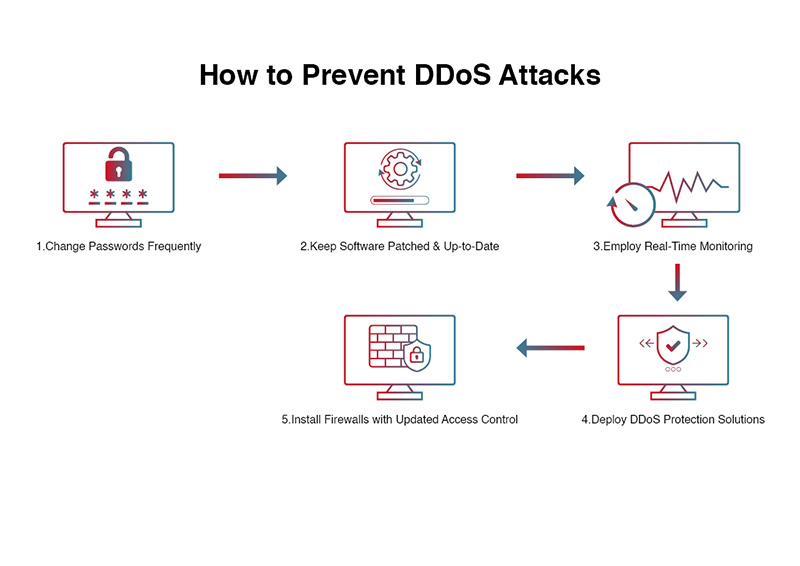 How to Prevent DDoS Attacks
1.Change Passwords Frequently
2.Keep Software Patched & Up-to-Date
3.Employ Real-Time Monitoring
4.Deploy DDoS Protection Solutions
5.Install Firewalls with Updated Access Control